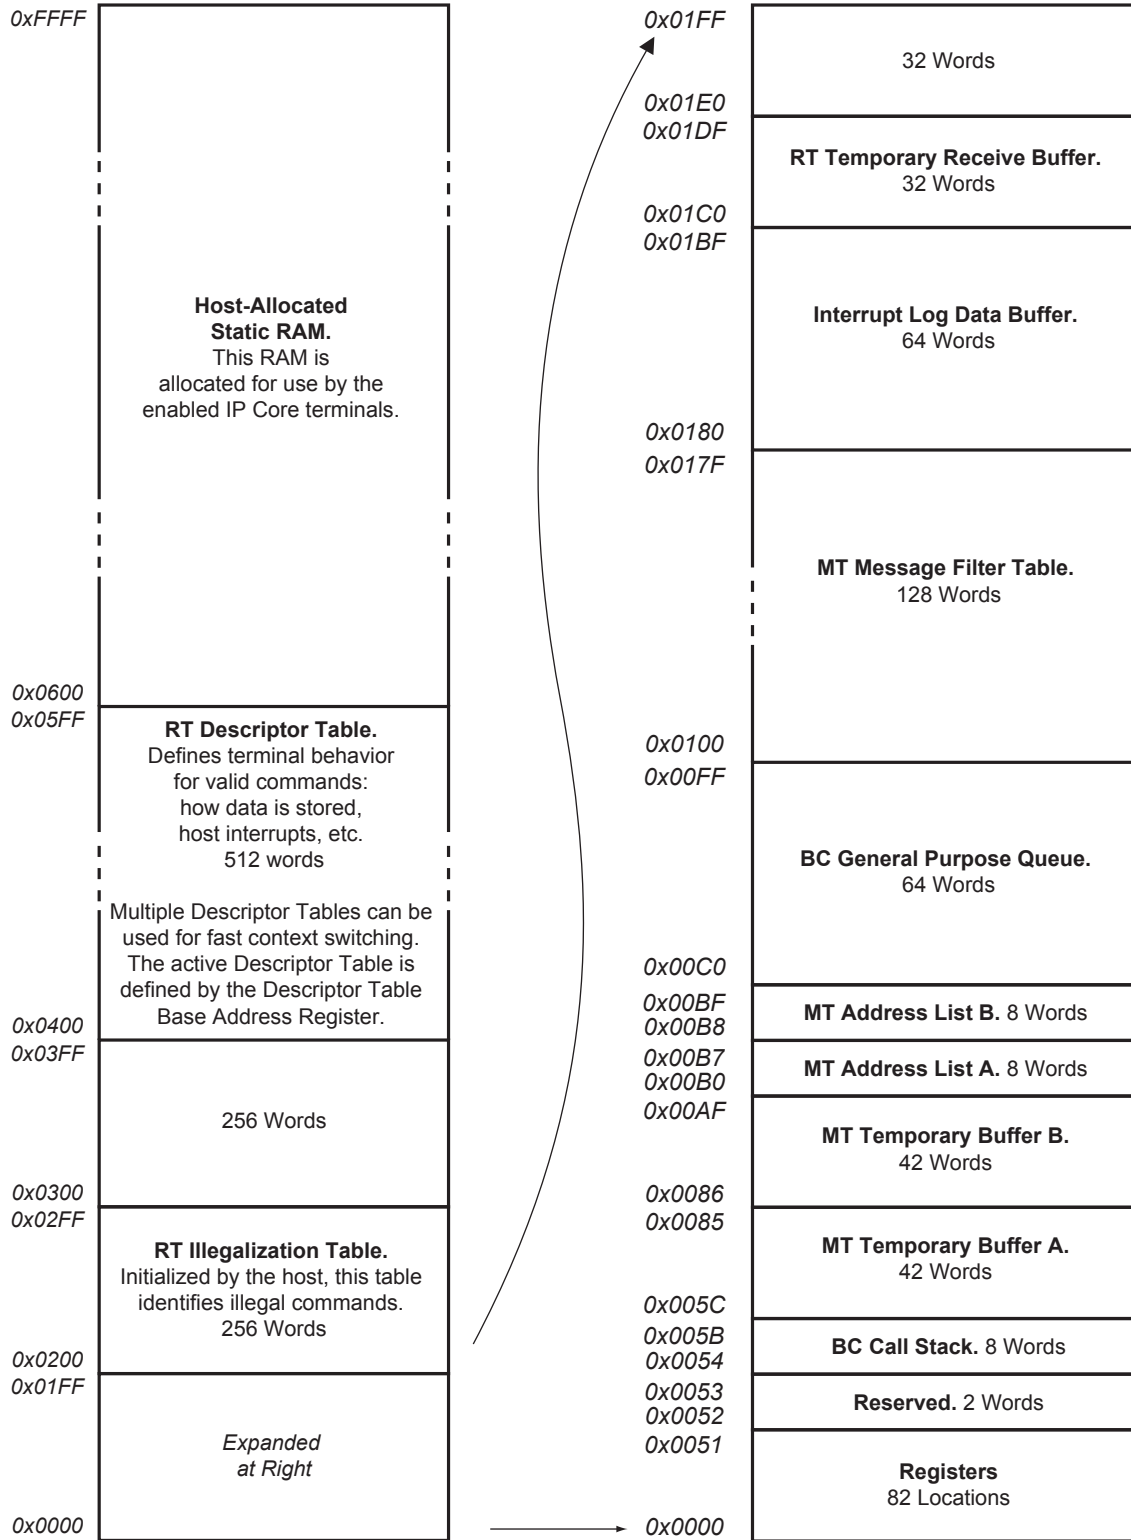 0xFFFF
Host-Allocated
Static RAM.
This RAM is
allocated for use by the
enabled IP Core terminals.
0x0600
0x05FF
RT Descriptor Table.
Defines terminal behavior
for valid commands:
how data is stored,
host interrupts, etc.
512 words
Multiple Descriptor Tables can be
used for fast context switching.
The active Descriptor Table is
defined by the Descriptor Table
Base Address Register.
0x0400
0x03FF
256 Words
0x0300
0x02FF
RT Illegalization Table.
Initialized by the host, this table
identifies illegal commands.
256 Words
0x0200
0x01FF
Expanded
at Right
0x0000
0x01FF
32 Words
0x01E0
0x01DF
RT Temporary Receive Buffer.
32 Words
0x01C0
0x01BF
Interrupt Log Data Buffer.
64 Words
0x0180
0x017F
MT Message Filter Table.
128 Words
0x0100
0x00FF
BC General Purpose Queue.
64 Words
0x00C0
0x00BF
MT Address List B. 8 Words
0x00B8
0x00B7
MT Address List A. 8 Words
0x00B0
0x00AF
MT Temporary Buffer B.
42 Words
0x0086
0x0085
MT Temporary Buffer A.
42 Words
0x005C
0x005B
BC Call Stack. 8 Words
0x0054
0x0053
Reserved. 2 Words
0x0052
0x0051
Registers
82 Locations
0x0000